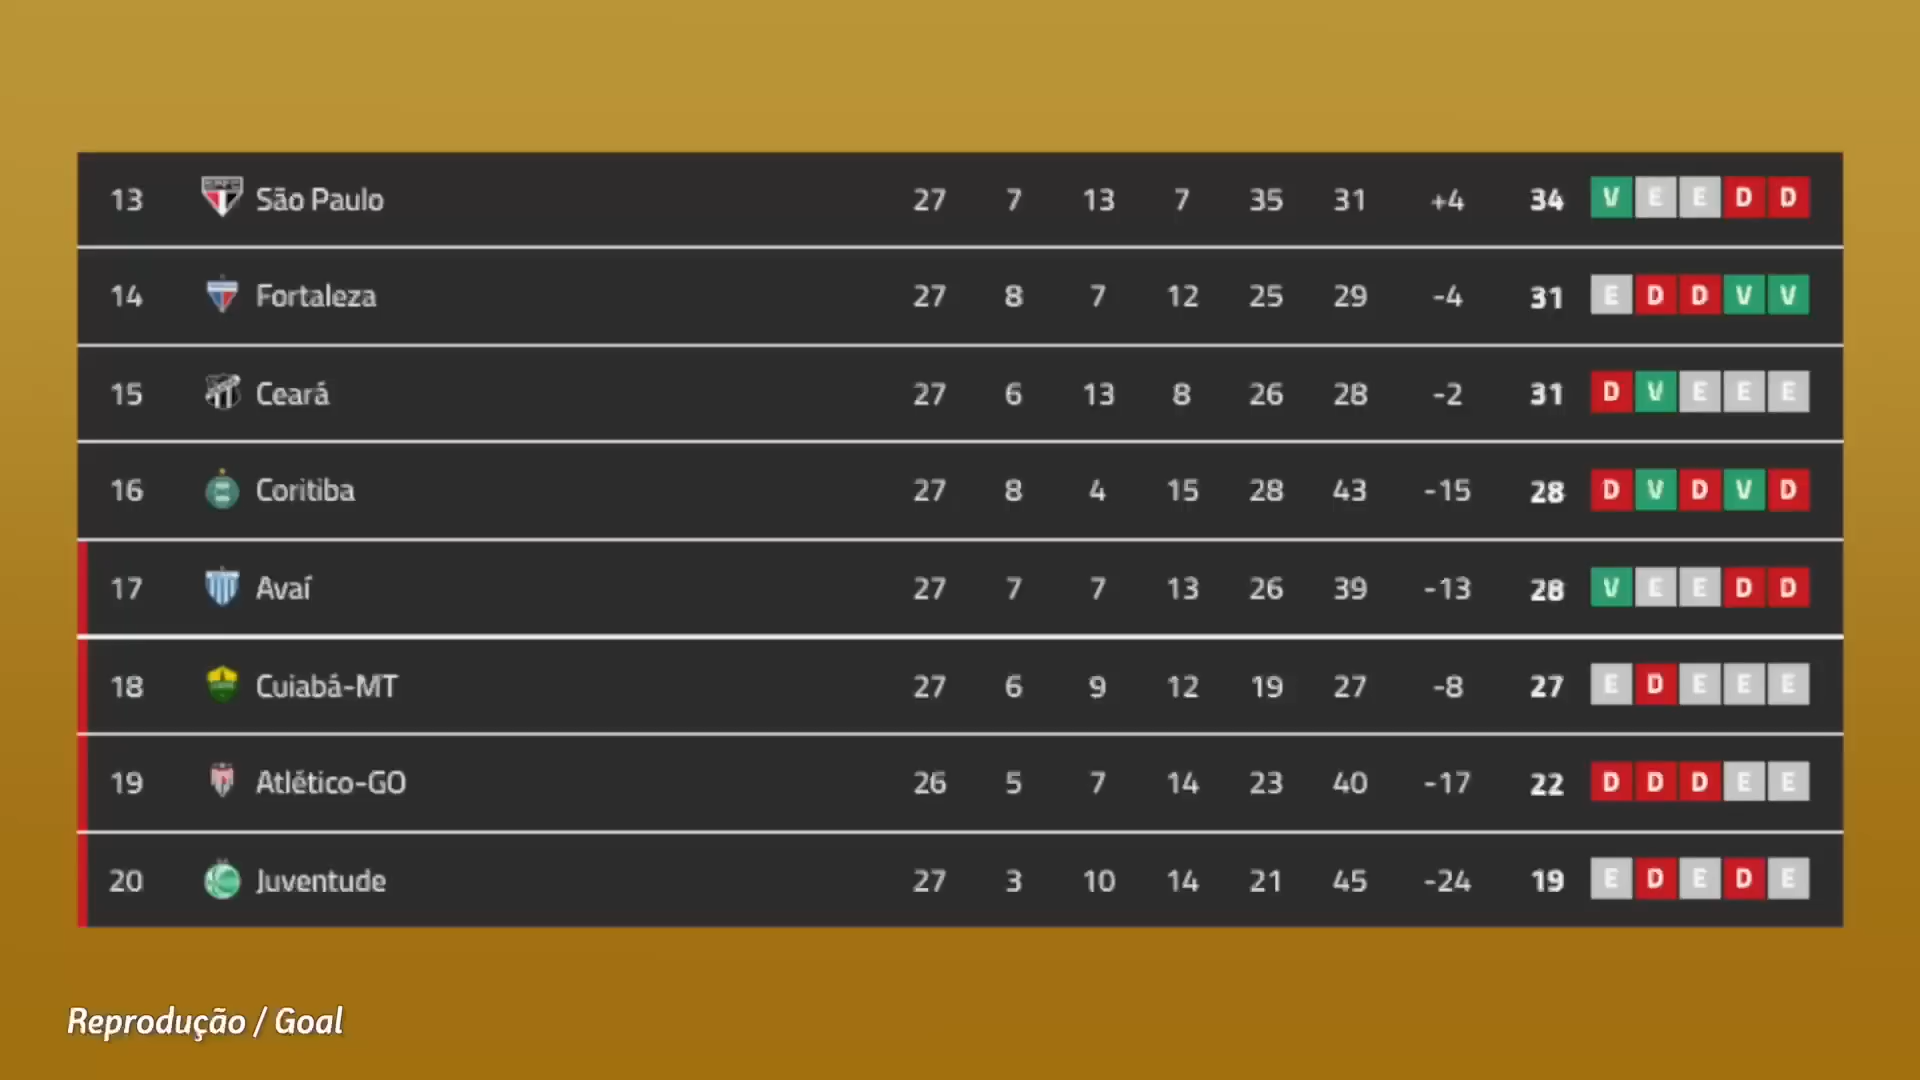 13 São Paulo 27 7 13 7 35 31 +4 34 V E E D D
14 Fortaleza 27 8 7 12 25 29 -4 31 E D D V V
15 Ceará 27 6 13 8 26 28 -2 31 D V E E E
16 Coritiba 27 8 4 15 28 43 -15 28 D V D V D
17 Avaí 27 7 7 13 26 39 -13 28 V E E D D
18 Cuiabá-MT 27 6 9 12 19 27 -8 27 E D E E E
19 Atlético-GO 26 5 7 14 23 40 -17 22 D D D E E
20 Juventude 27 3 10 14 21 45 -24 19 E D E D E
Reprodução / Goal